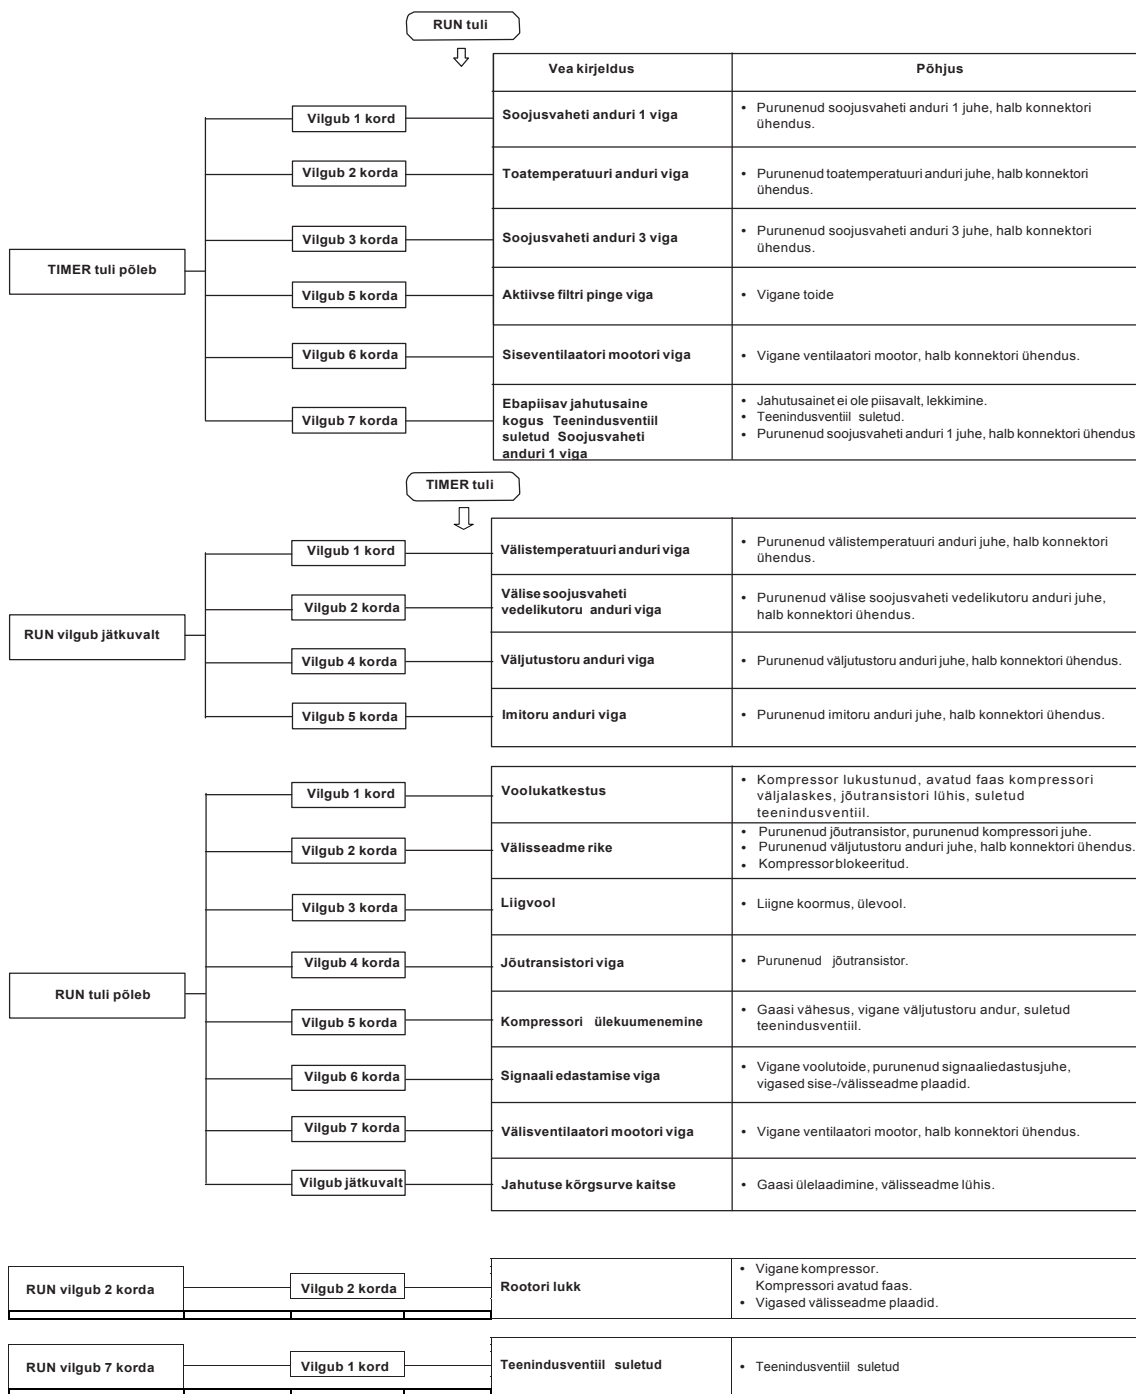 RUN tuli
Vea kirjeldus
Põhjus
TIMER tuli põleb
Vilgub 1 kord
Soojusvaheti anduri 1 viga
• Purunenud soojusvaheti anduri 1 juhe, halb konnektori
ühendus.
Vilgub 2 korda
Toatemperatuuri anduri viga
• Purunenud toatemperatuuri anduri juhe, halb konnektori
ühendus.
Vilgub 3 korda
Soojusvaheti anduri 3 viga
• Purunenud soojusvaheti anduri 3 juhe, halb konnektori
ühendus.
Vilgub 5 korda
Aktiivse filtri pinge viga
• Vigane toide
Vilgub 6 korda
Siseventilaatori mootori viga
• Vigane ventilaatori mootor, halb konnektori ühendus.
Vilgub 7 korda
Ebapiisav jahutusaine
kogus Teenindusventiil
suletud Soojusvaheti
anduri 1 viga
• Jahutusainet ei ole piisavalt, lekkimine.
• Teenindusventiil suletud.
• Purunenud soojusvaheti anduri 1 juhe, halb konnektori ühendus
TIMER tuli
RUN vilgub jätkuvalt
Vilgub 1 kord
Välistemperatuuri anduri viga
• Purunenud välistemperatuuri anduri juhe, halb konnektori
ühendus.
Vilgub 2 korda
Välise soojusvaheti
vedelikutoru anduri viga
• Purunenud välise soojusvaheti vedelikutoru anduri juhe,
halb konnektori ühendus.
Vilgub 4 korda
Väljutustoru anduri viga
• Purunenud väljutustoru anduri juhe, halb konnektori ühendus.
Vilgub 5 korda
Imitoru anduri viga
• Purunenud imitoru anduri juhe, halb konnektori ühendus.
RUN tuli põleb
Vilgub 1 kord
Voolukatkestus
• Kompressor lukustunud, avatud faas kompressori
väljalaskes, jõutransistori lühis, suletud
teenindusventiil.
Vilgub 2 korda
Välisseadme rike
• Purunenud jõutransistor, purunenud kompressori juhe.
• Purunenud väljutustoru anduri juhe, halb konnektori ühendus.
• Kompressor blokeeritud.
Vilgub 3 korda
Liigvool
• Liigne koormus, ülevool.
Vilgub 4 korda
Jõutransistori viga
• Purunenud jõutransistor.
Vilgub 5 korda
Kompressori ülekuumenemine
• Gaasi vähesus, vigane väljutustoru andur, suletud
teenindusventiil.
Vilgub 6 korda
Signaali edastamise viga
• Vigane voolutoide, purunenud signaaliedastusjuhe,
vigased sise-/välisseadme plaadid.
Vilgub 7 korda
Välisventilaatori mootori viga
• Vigane ventilaatori mootor, halb konnektori ühendus.
Vilgub jätkuvalt
Jahutuse kõrgsurve kaitse
• Gaasi ülelaadimine, välisseadme lühis.
RUN vilgub 2 korda
Vilgub 2 korda
Rootori lukk
• Vigane kompressor.
Kompressori avatud faas.
• Vigased välisseadme plaadid.
RUN vilgub 7 korda
Vilgub 1 kord
Teenindusventiil suletud
• Teenindusventiil suletud